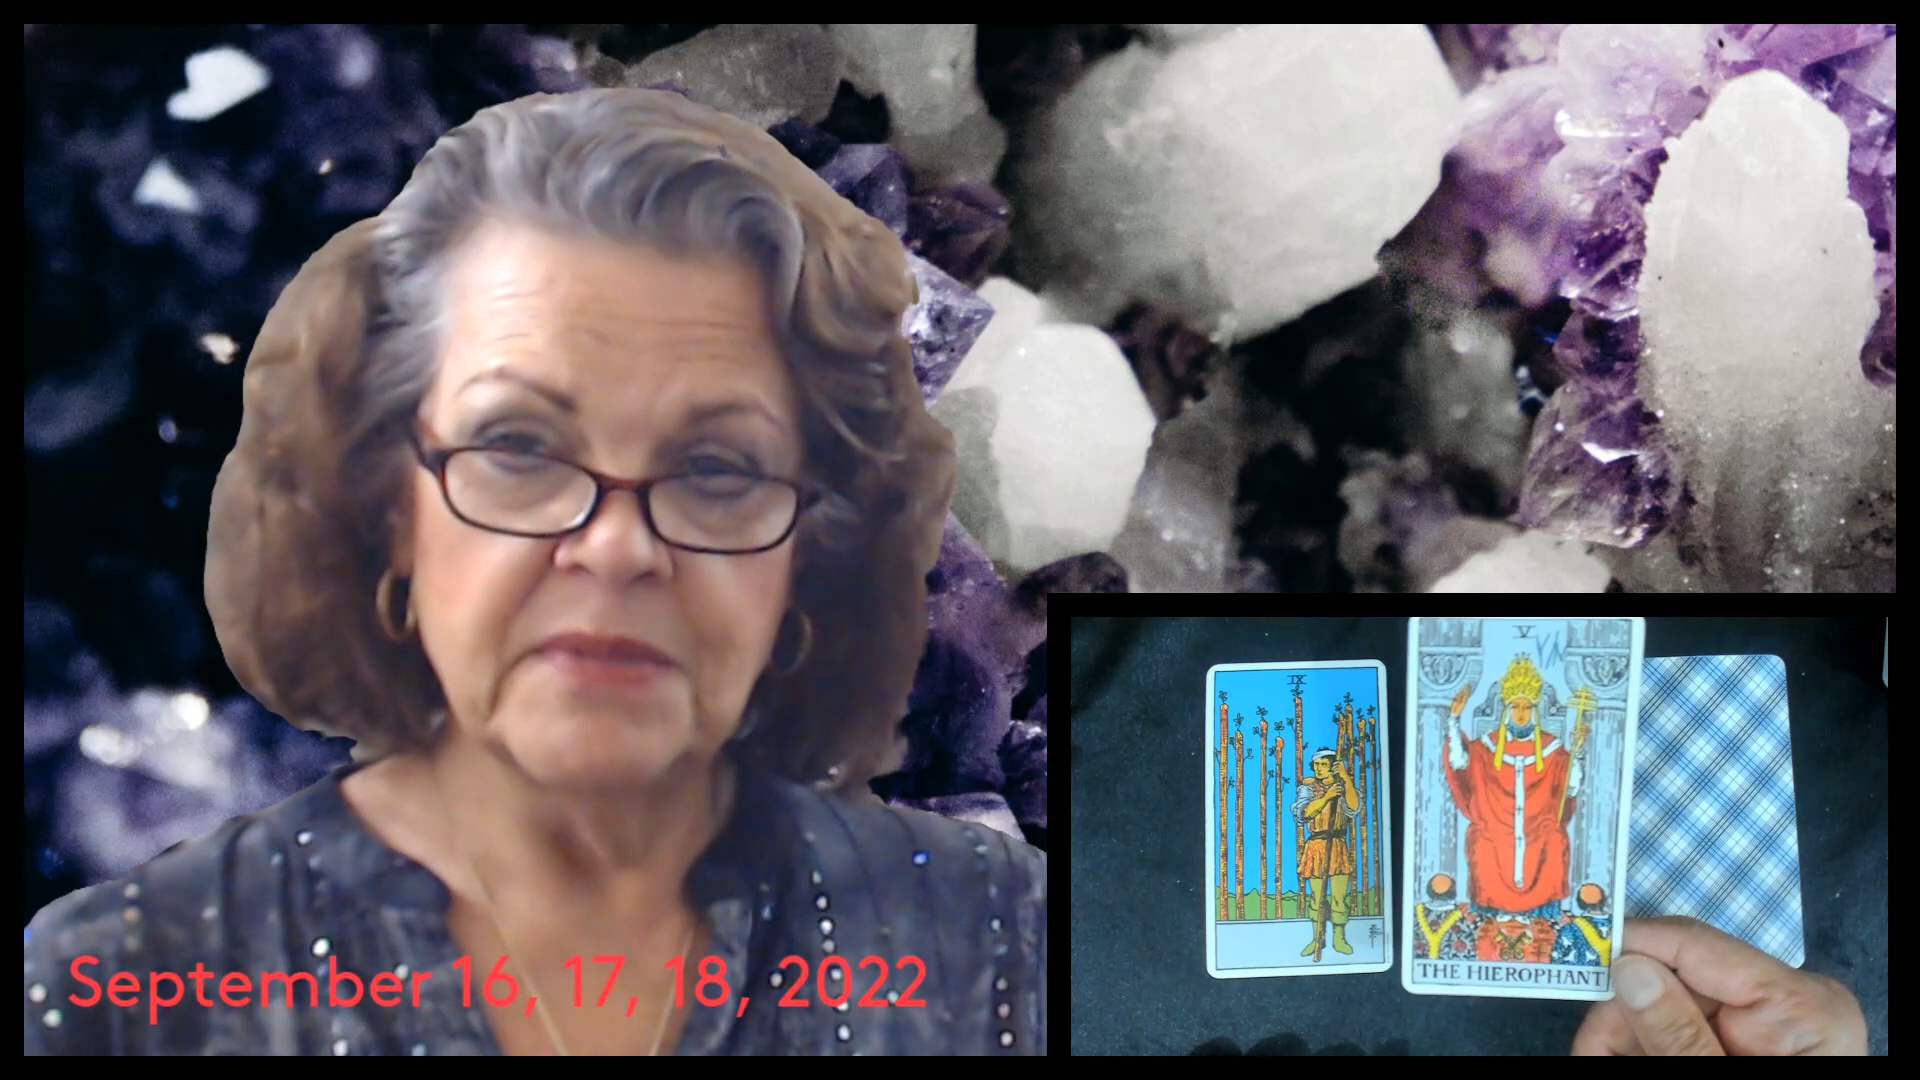 September 16, 17, 18, 2022
IX
V
THE HIEROPHANT